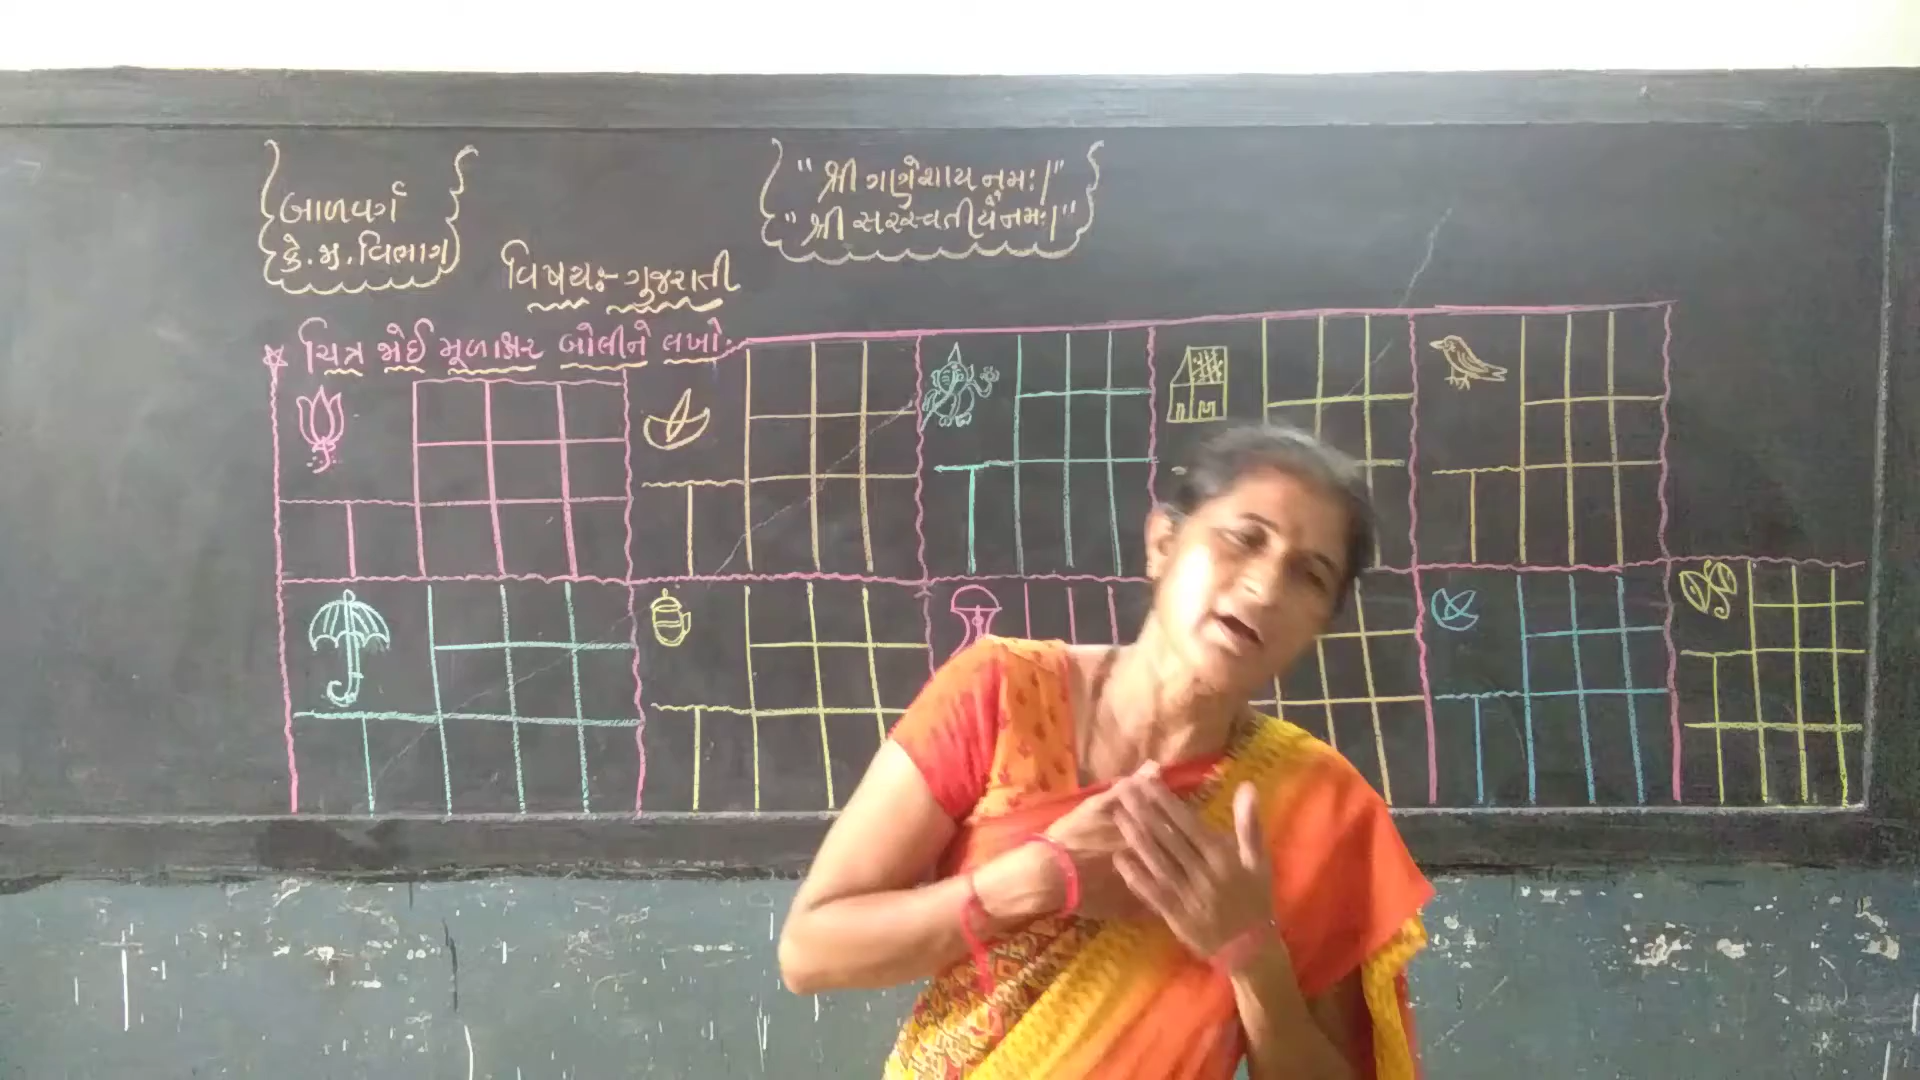 બાળવર્ગ
કે.મ.વિભાગ
"શ્રી ગણેશાય નમઃ|"
"શ્રી સરસ્વતીયૈ નમઃ|"
વિષયઃ- ગુજરાતી
ચિત્ર જોઈ મૂળાક્ષર બોલીને લખો.